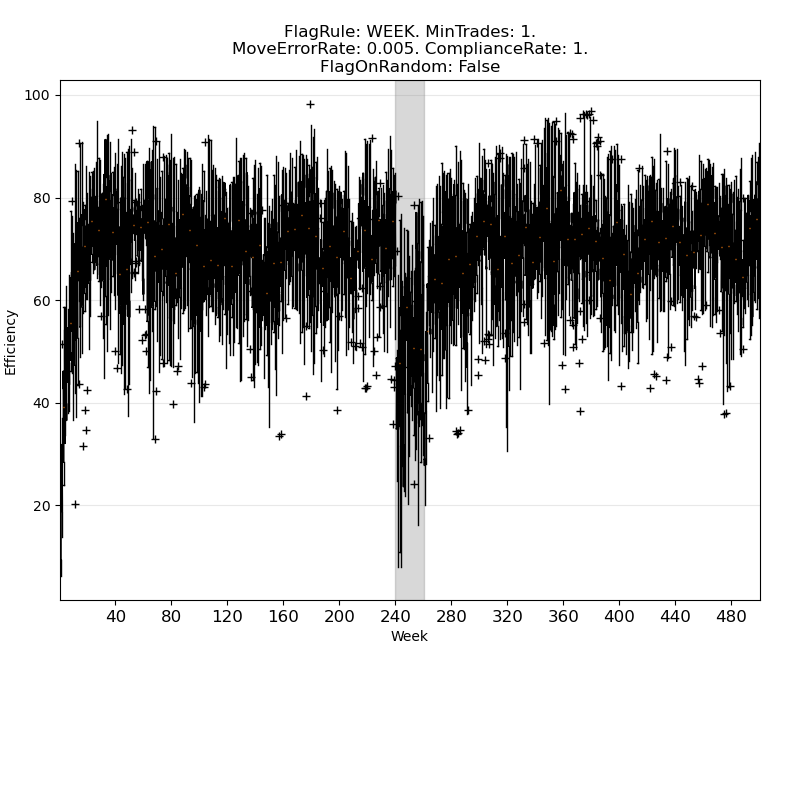 FlagRule: WEEK. MinTrades: 1.
MoveErrorRate: 0.005. ComplianceRate: 1.
FlagOnRandom: False
100
80
60
40
20
Efficiency
40 80 120 160 200 240 280 320 360 400 440 480
Week